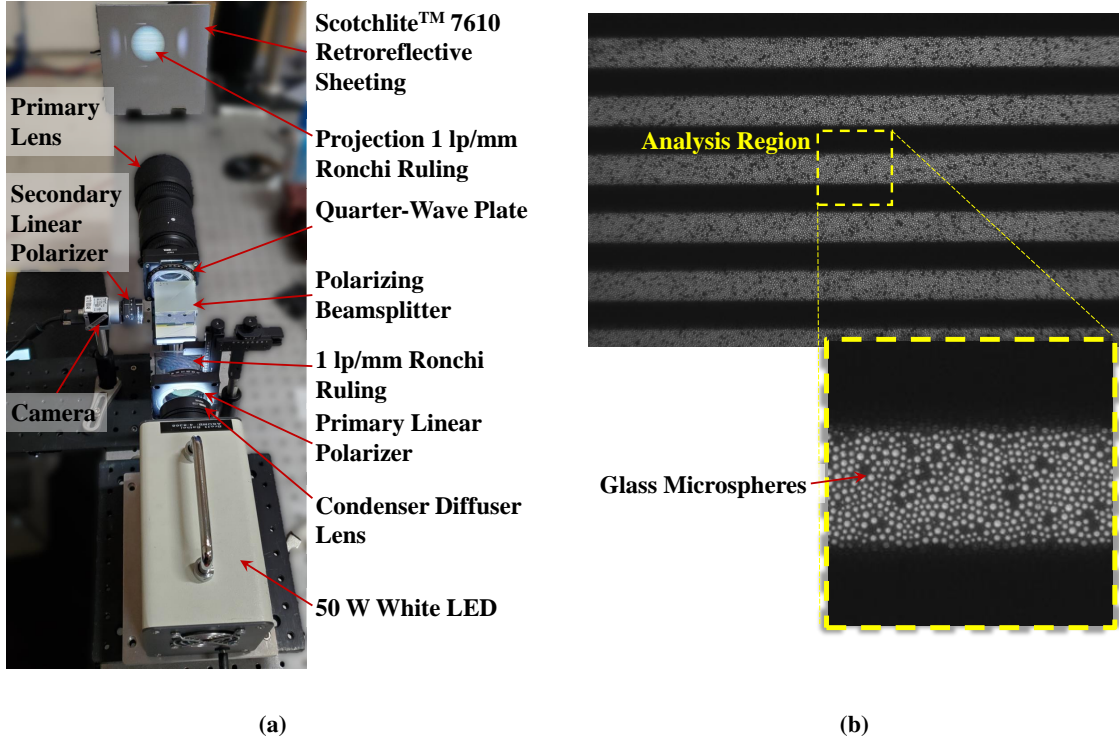 Scotchlite™ 7610
Retroreflective
Sheeting
Primary
Lens
Projection 1 lp/mm
Ronchi Ruling
Secondary
Linear
Polarizer
Quarter-Wave Plate
Polarizing
Beamsplitter
1 lp/mm Ronchi
Ruling
Camera
Primary Linear
Polarizer
Condenser Diffuser
Lens
50 W White LED
(a)
Analysis Region
Glass Microspheres
(b)